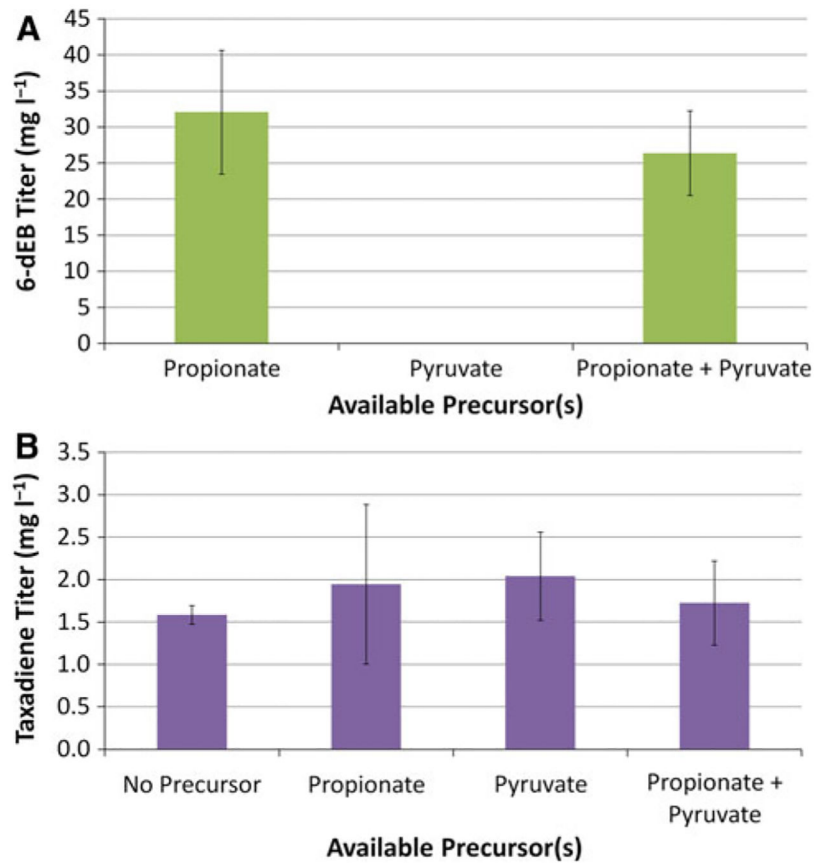 A
6-dEB Titer (mg l⁻¹)
45
40
35
30
25
20
15
10
5
0
Propionate Pyruvate Propionate + Pyruvate
Available Precursor(s)
B
Taxadiene Titer (mg l⁻¹)
3.5
3.0
2.5
2.0
1.5
1.0
0.5
0.0
No Precursor Propionate Pyruvate Propionate +
Pyruvate
Available Precursor(s)